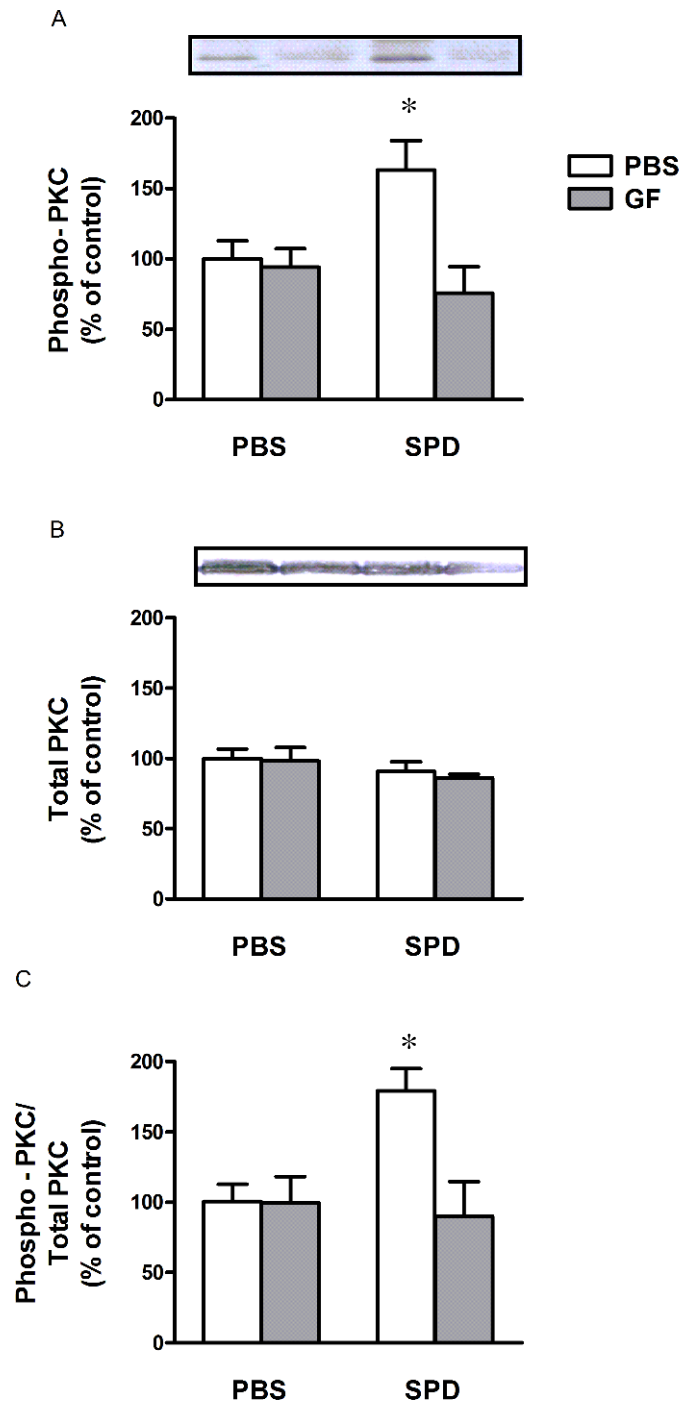 A
*
200
150
100
50
0
Phospho- PKC
(% of control)
PBS
SPD
PBS
GF
B
200
150
100
50
0
Total PKC
(% of control)
PBS
SPD
C
*
200
150
100
50
0
Phospho - PKC/
Total PKC
(% of control)
PBS
SPD